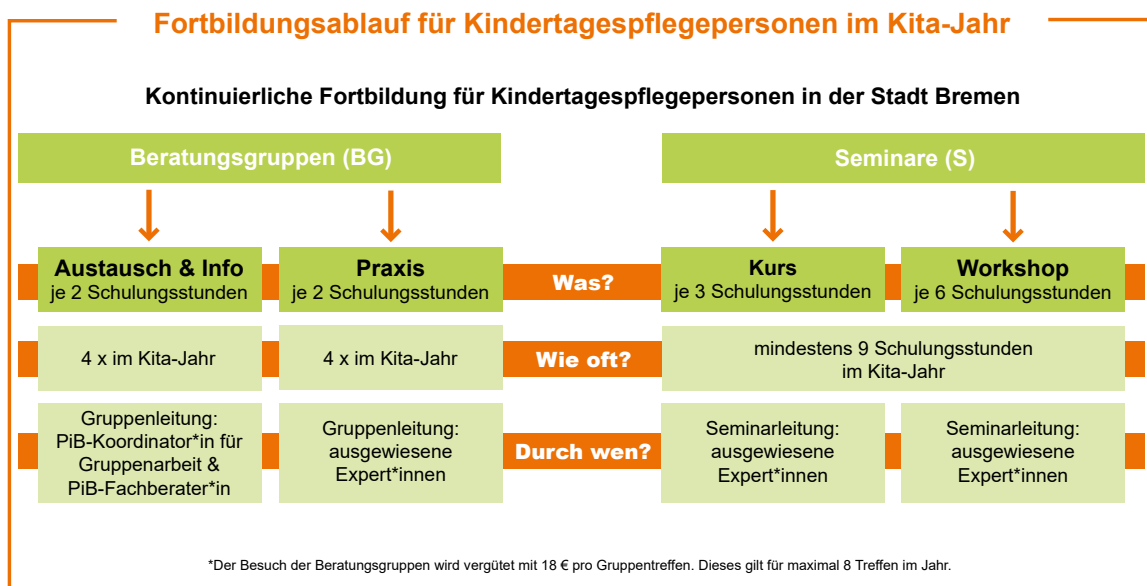 Fortbildungsablauf für Kindertagespflegepersonen im Kita-Jahr
Kontinuierliche Fortbildung für Kindertagespflegepersonen in der Stadt Bremen
Beratungsgruppen (BG)
Seminare (S)
Austausch & Info
je 2 Schulungsstunden
Praxis
je 2 Schulungsstunden
Was?
Kurs
je 3 Schulungsstunden
Workshop
je 6 Schulungsstunden
4 x im Kita-Jahr
4 x im Kita-Jahr
Wie oft?
mindestens 9 Schulungsstunden
im Kita-Jahr
Gruppenleitung:
PiB-Koordinator*in für
Gruppenarbeit &
PiB-Fachberater*in
Gruppenleitung:
ausgewiesene
Expert*innen
Durch wen?
Seminarleitung:
ausgewiesene
Expert*innen
Seminarleitung:
ausgewiesene
Expert*innen
*Der Besuch der Beratungsgruppen wird vergütet mit 18 € pro Gruppentreffen. Dieses gilt für maximal 8 Treffen im Jahr.